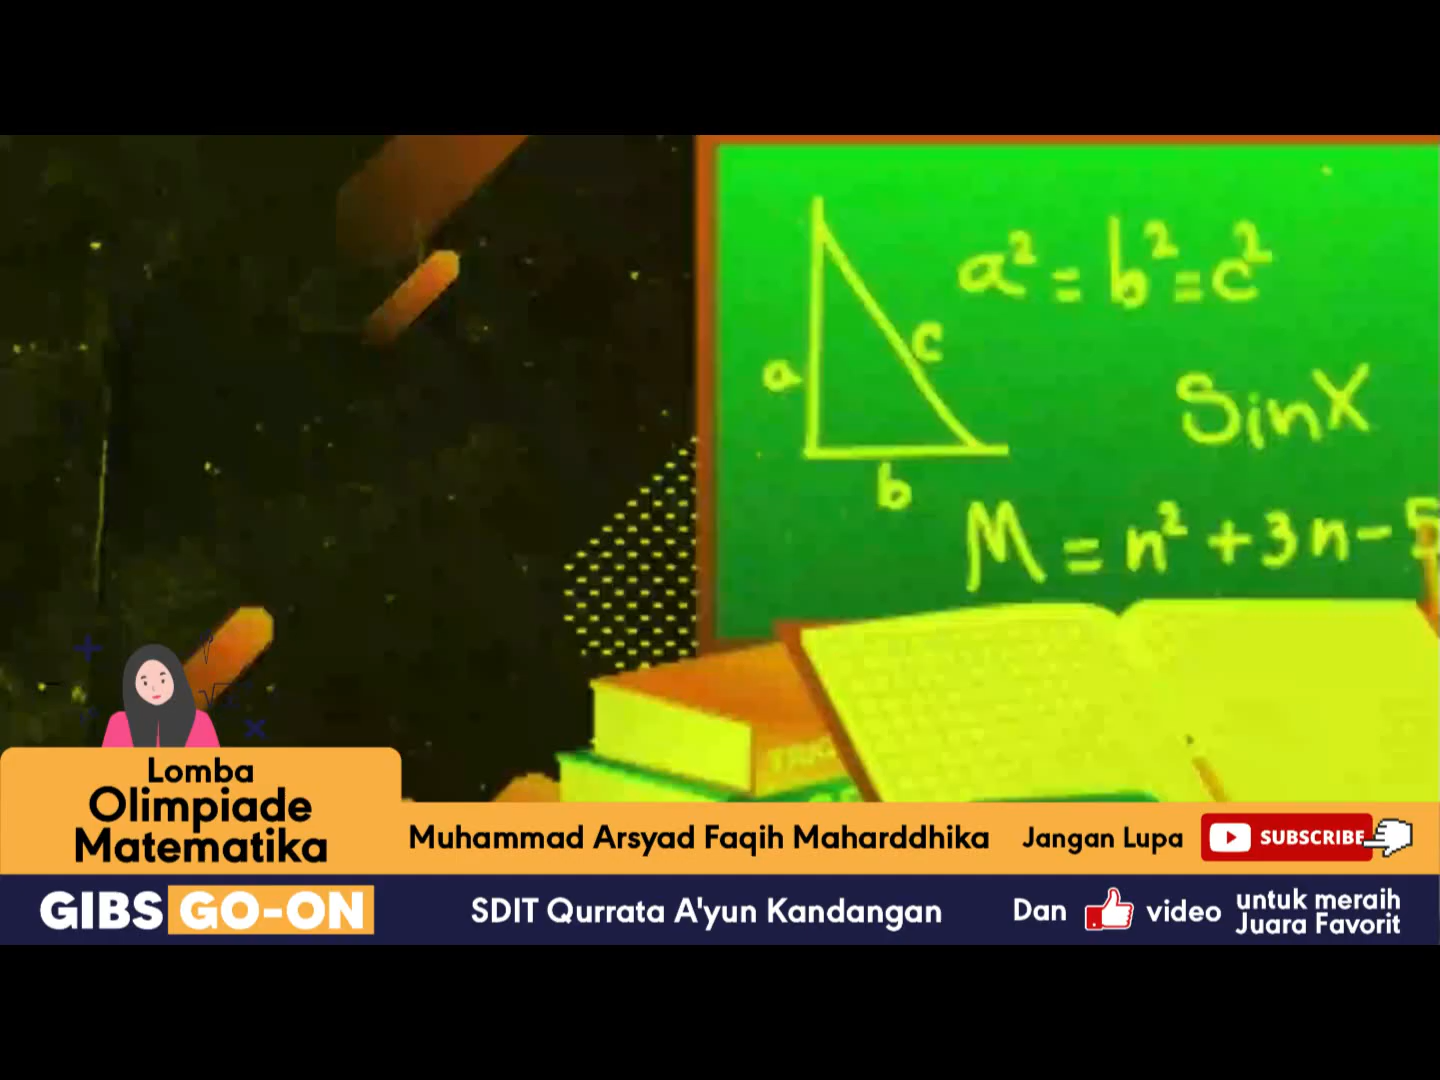 a² = b² = c²
a
c
b
SinX
M = n² + 3n - 5
Lomba
Olimpiade
Matematika
Muhammad Arsyad Faqih Maharddhika
Jangan Lupa
SUBSCRIBE
GIBS GO-ON
SDIT Qurrata A'yun Kandangan
Dan
video
untuk meraih
Juara Favorit